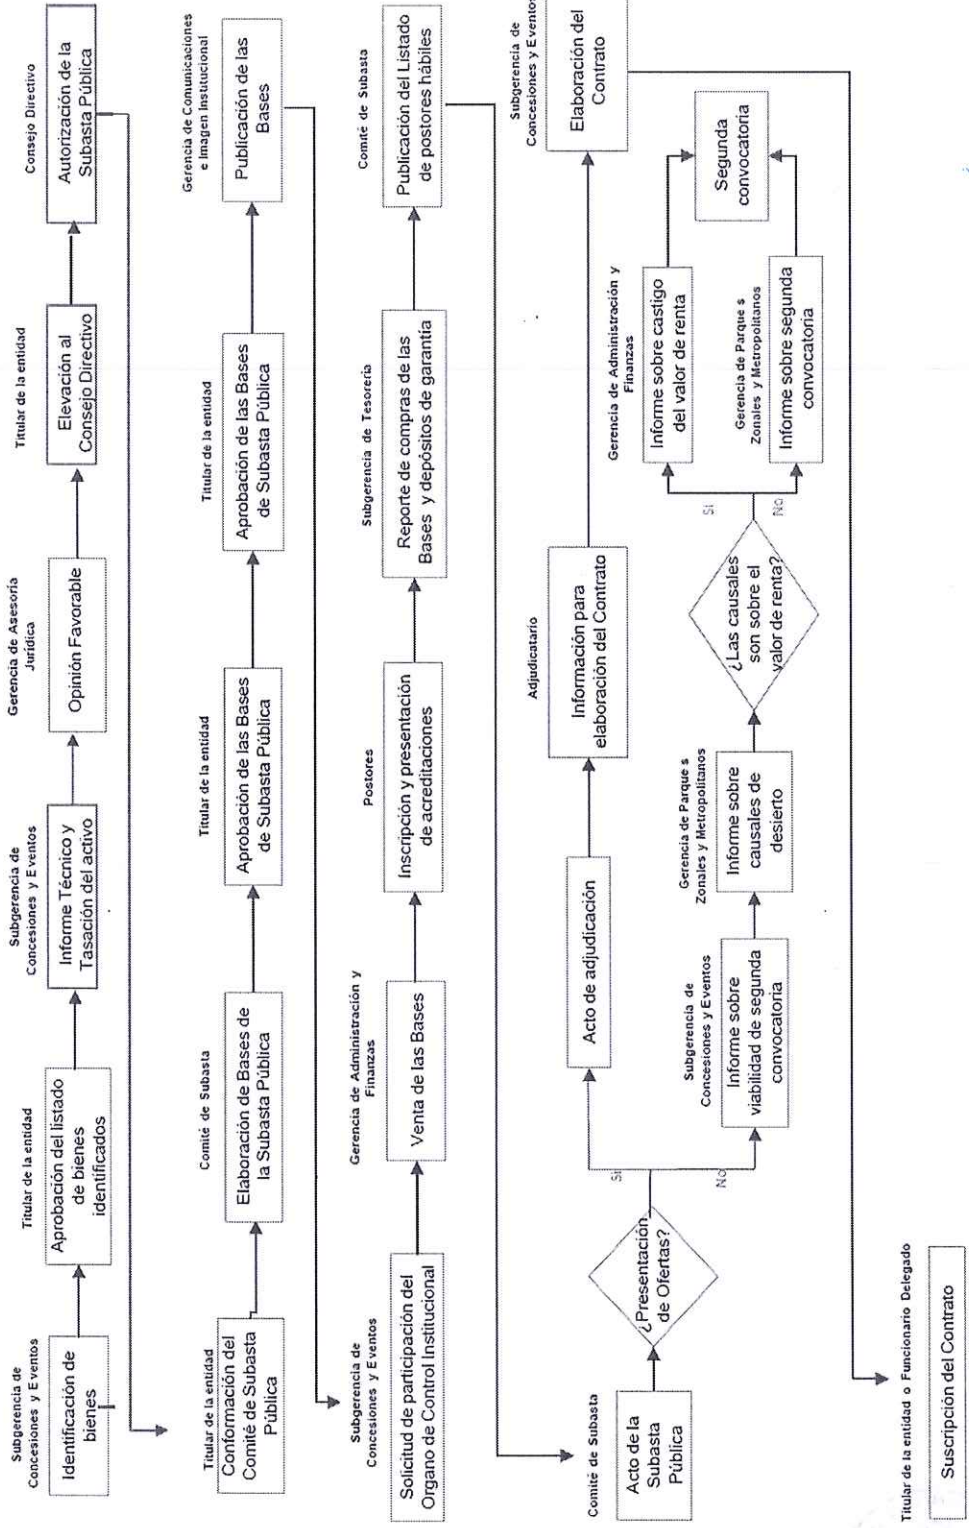 Subgerencia de
Concesiones y Eventos
Identificación de
bienes
Titular de la entidad
Aprobación del listado
de bienes
identificados
Subgerencia de
Concesiones y Eventos
Informe Técnico y
Tasación del activo
Gerencia de Asesoría
Jurídica
Opinión Favorable
Titular de la entidad
Elevación al
Consejo Directivo
Consejo Directivo
Autorización de la
Subasta Pública
Titular de la entidad
Conformación del
Comité de Subasta
Pública
Comité de Subasta
Elaboración de Bases de
la Subasta Pública
Titular de la entidad
Aprobación de las Bases
de Subasta Pública
Titular de la entidad
Aprobación de las Bases
de Subasta Pública
Gerencia de Comunicaciones
e Imagen Institucional
Publicación de las
Bases
Subgerencia de
Concesiones y Eventos
Solicitud de participación del
Organo de Control Institucional
Gerencia de Administración y
Finanzas
Venta de las Bases
Postores
Inscripción y presentación
de acreditaciones
Subgerencia de Tesorería
Reporte de compras de las
Bases y depósitos de garantía
Comité de Subasta
Publicación del Listado
de postores hábiles
Comité de Subasta
Acto de la
Subasta
Pública
¿Presentación
de Ofertas?
Si
No
Acto de adjudicación
Adjudicatario
Información para
elaboración del Contrato
Subgerencia de
Concesiones y Eventos
Elaboración del
Contrato
Subgerencia de
Concesiones y Eventos
Informe sobre
viabilidad de segunda
convocatoria
Gerencia de Parque s
Zonales y Metropolitanos
Informe sobre
causales de
desierto
¿Las causales
son sobre el
valor de renta?
Si
No
Gerencia de Administración y
Finanzas
Informe sobre castigo
del valor de renta
Gerencia de Parque s
Zonales y Metropolitanos
Informe sobre segunda
convocatoria
Segunda
convocatoria
Titular de la entidad o Funcionario Delegado
Suscripción del Contrato